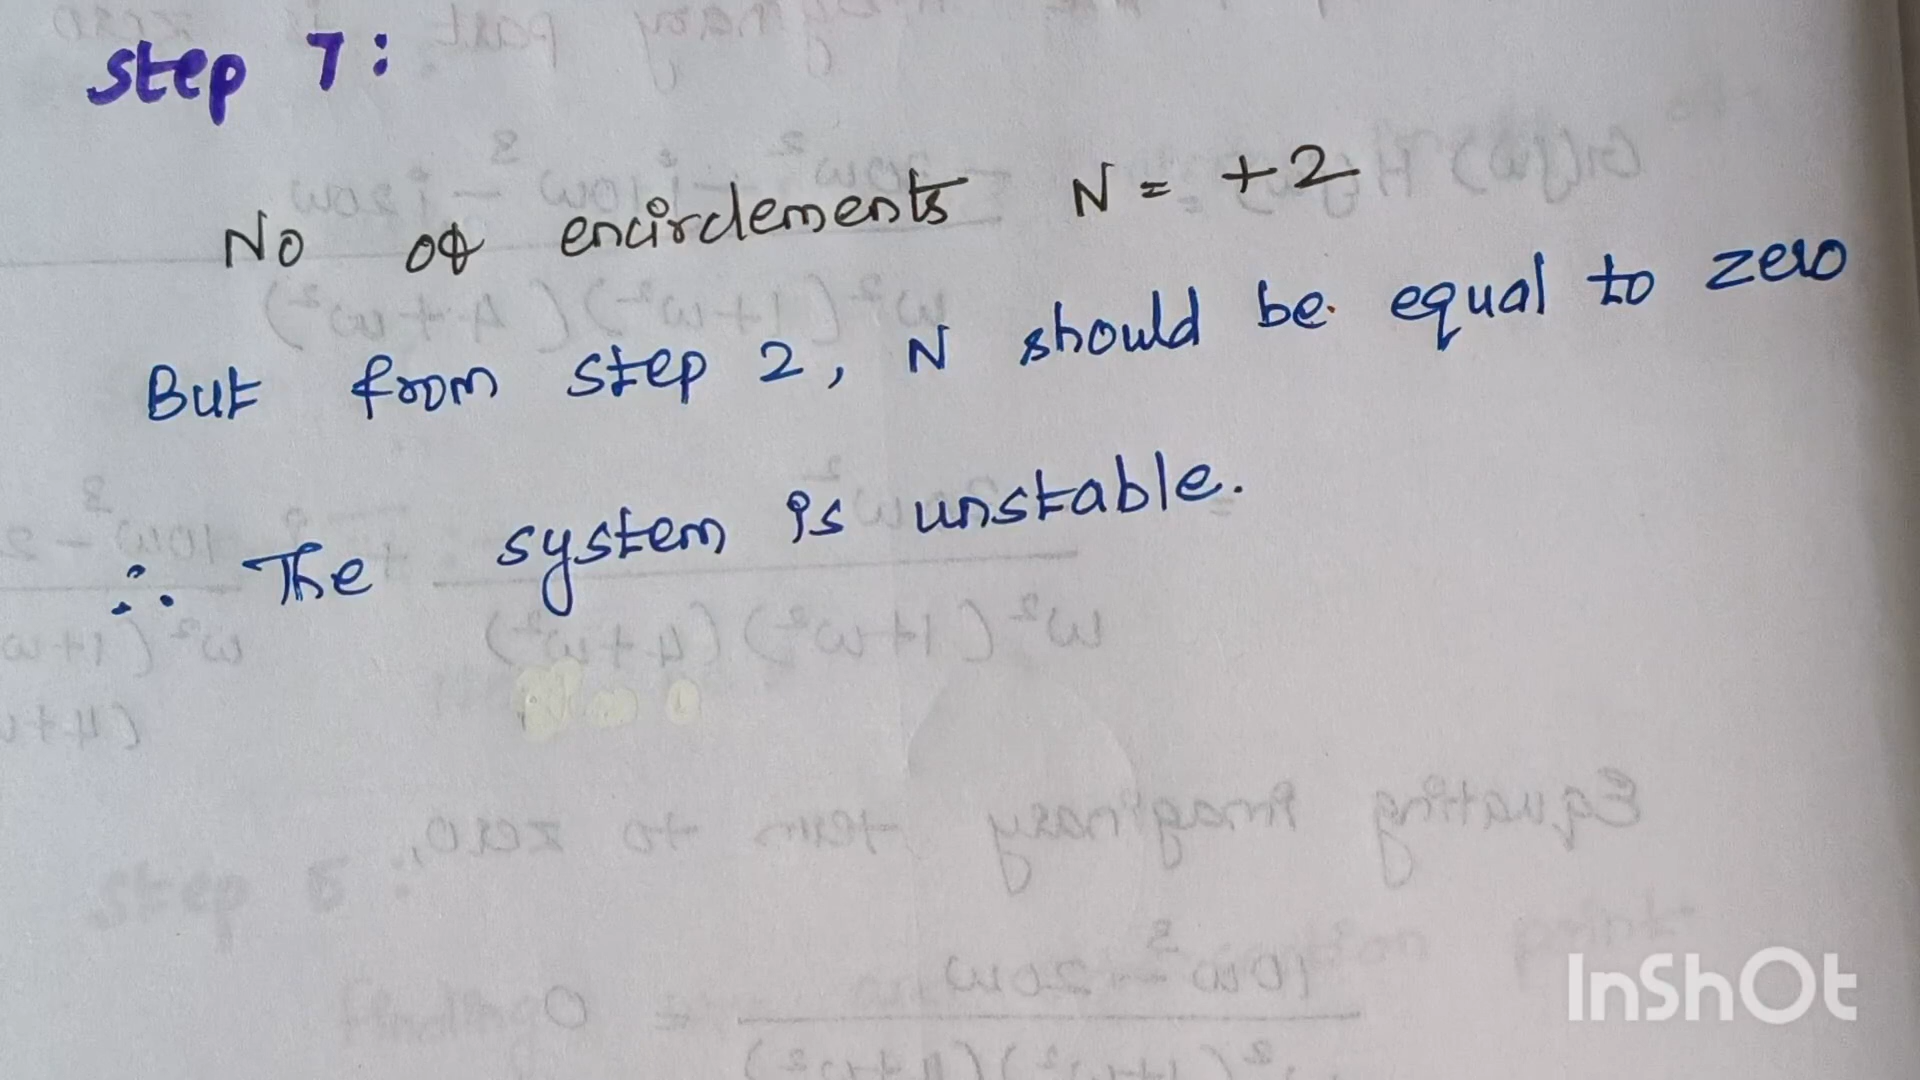 step 7:
No of encirclements N = +2
But from step 2, N should be equal to zero
∴ The system is unstable.
InShOt